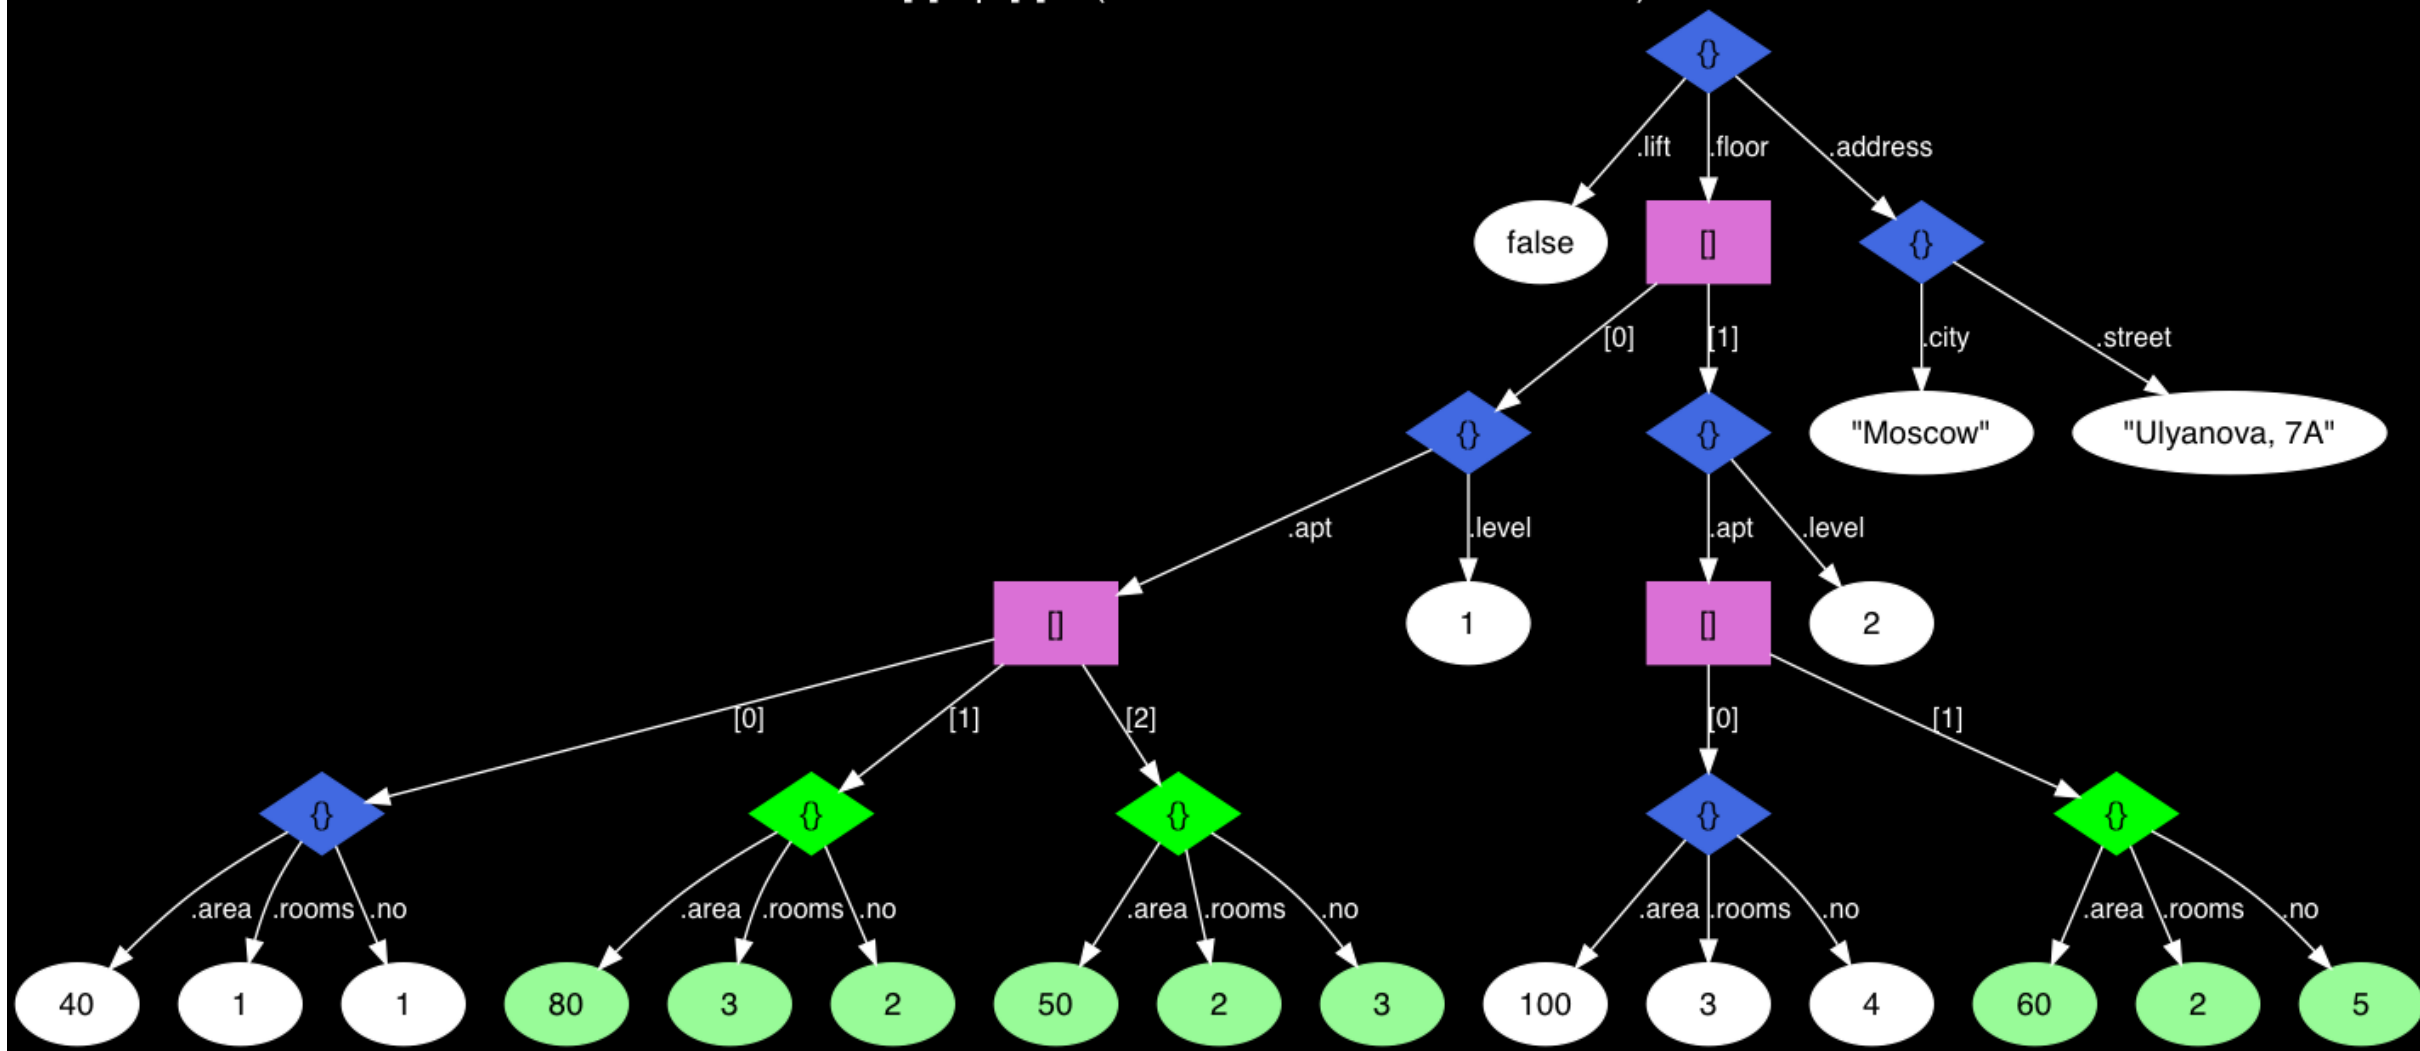 {}
.lift .floor .address
false [] {}
[0] [1] .city .street
{} {} "Moscow" "Ulyanova, 7A"
.apt .level .apt .level
[] 1 [] 2
[0] [1] [2] [0] [1]
{} {} {} {} {}
.area .rooms .no .area .rooms .no .area .rooms .no .area .rooms .no .area .rooms .no
40 1 1 80 3 2 50 2 3 100 3 4 60 2 5